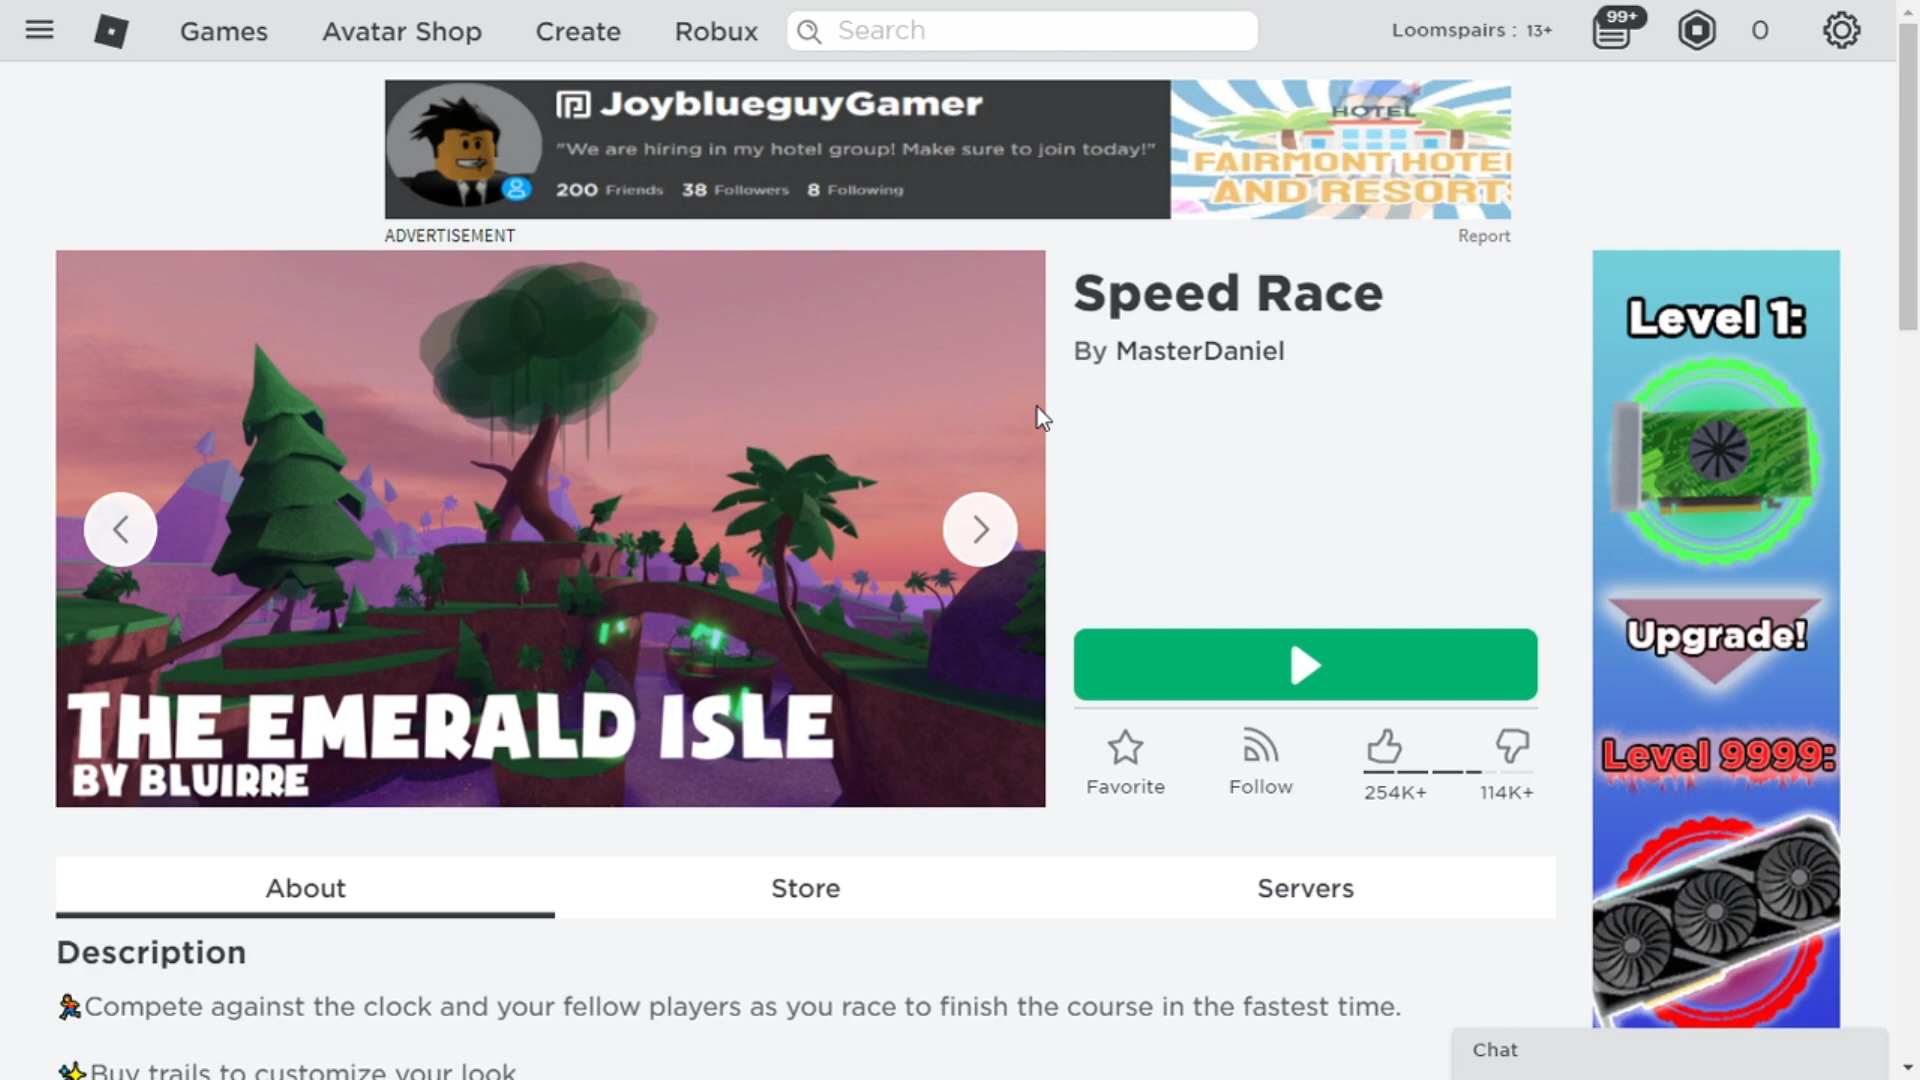 Games Avatar Shop Create Robux Search Loomspairs : 13+ 99+ 0
JoyblueguyGamer
"We are hiring in my hotel group! Make sure to join today!"
200 Friends 38 Followers 8 Following
HOTEL
FAIRMONT HOTEL
AND RESORTS
ADVERTISEMENT Report
THE EMERALD ISLE
BY BLUIRRE
Speed Race
By MasterDaniel
Favorite Follow 254K+ 114K+
Level 1:
Upgrade!
Level 9999:
About Store Servers
Description
Compete against the clock and your fellow players as you race to finish the course in the fastest time.
Buy trails to customize your look
Chat